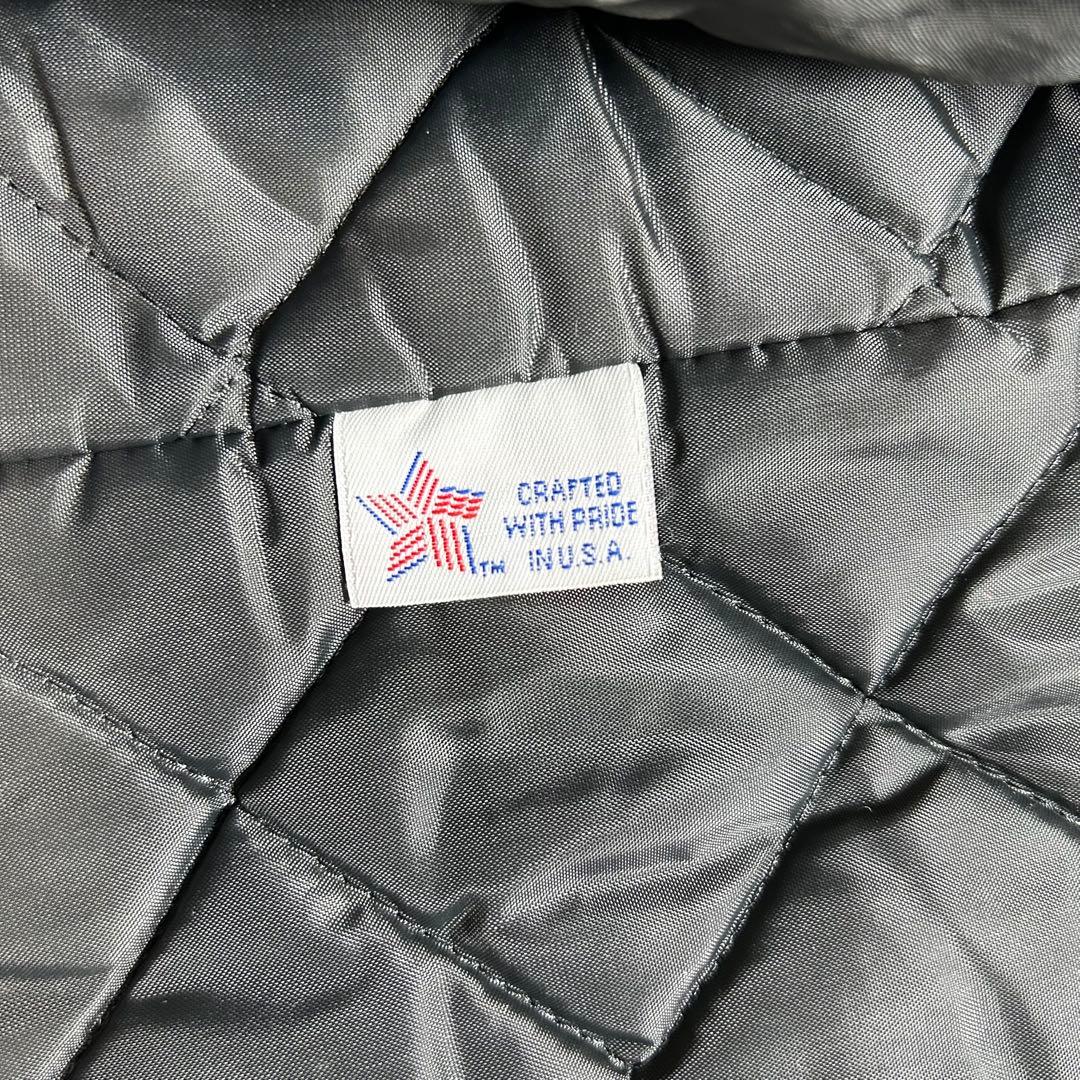 CRAFTED
WITH PRIDE
IN U.S.A.
TM